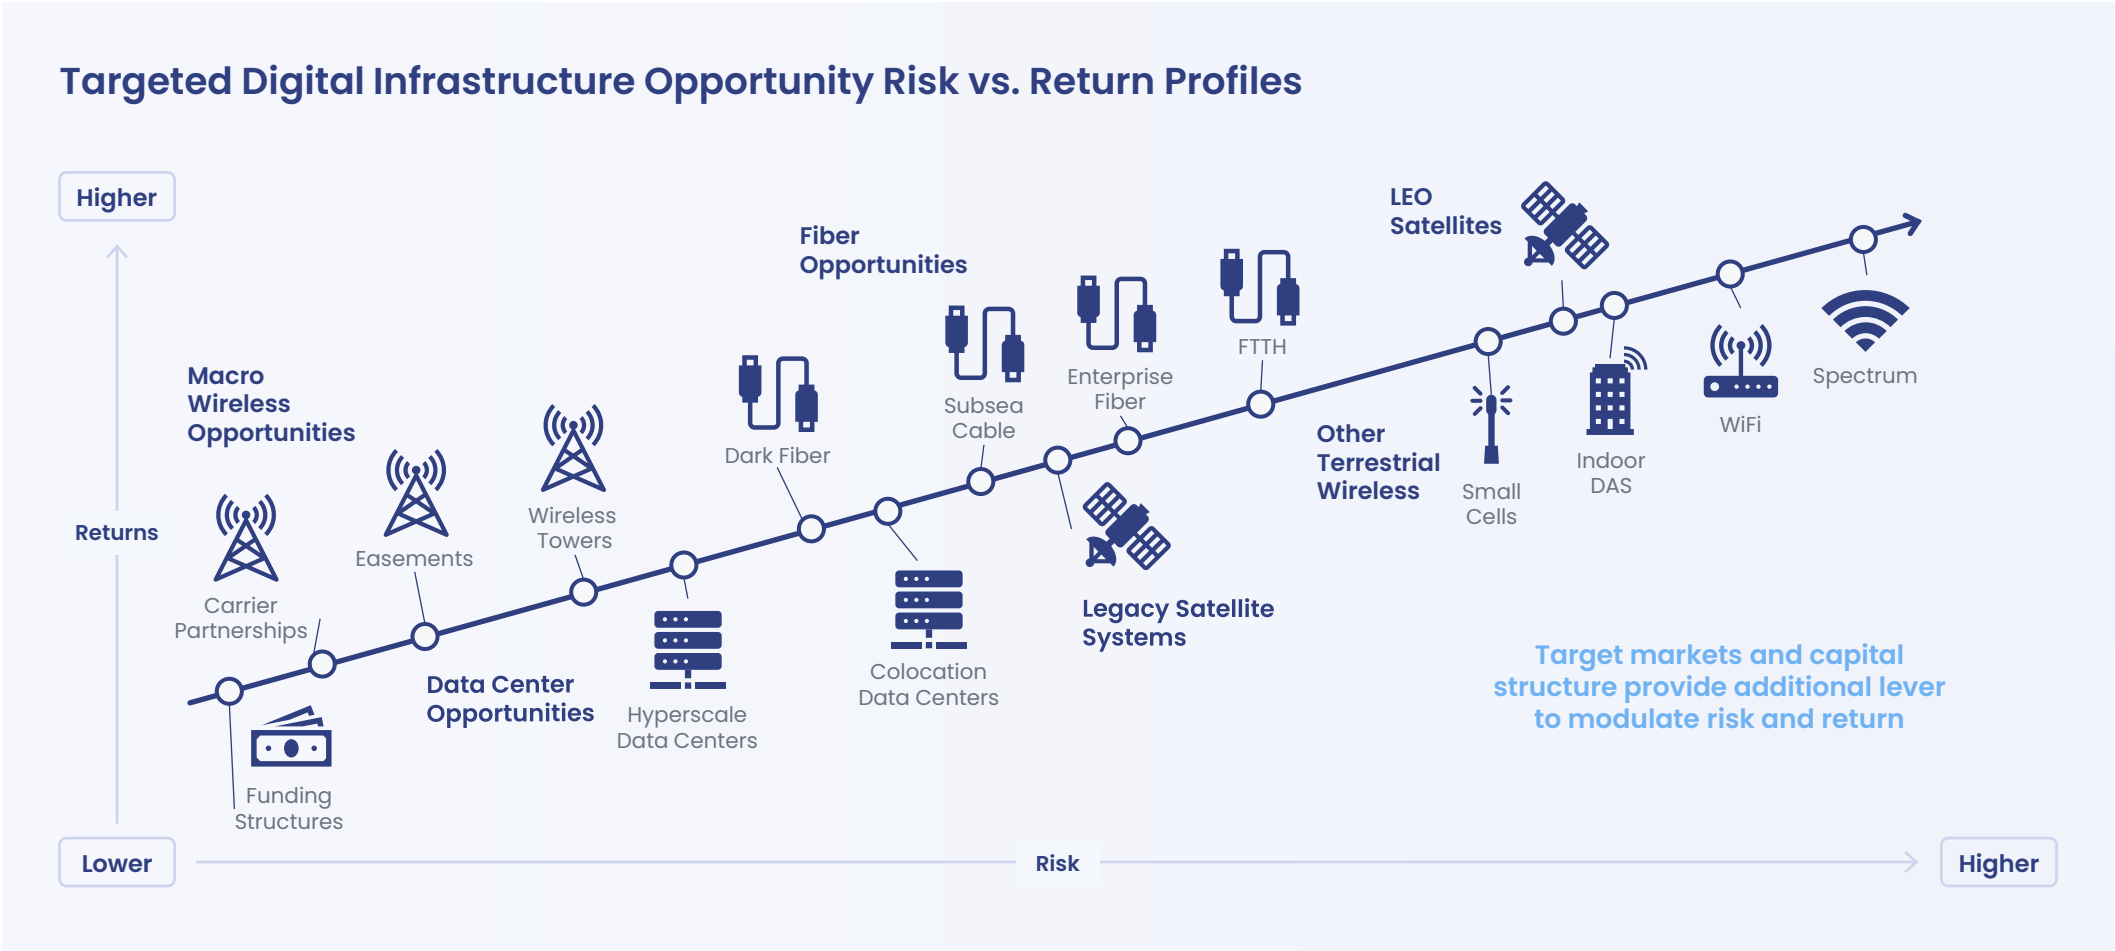 Targeted Digital Infrastructure Opportunity Risk vs. Return Profiles
Higher
Returns
Lower
Risk
Higher
Macro
Wireless
Opportunities
Carrier
Partnerships
Easements
Wireless
Towers
Funding
Structures
Data Center
Opportunities
Hyperscale
Data Centers
Colocation
Data Centers
Fiber
Opportunities
Dark Fiber
Subsea
Cable
Enterprise
Fiber
FTTH
Legacy Satellite
Systems
LEO
Satellites
Other
Terrestrial
Wireless
Small
Cells
Indoor
DAS
WiFi
Spectrum
Target markets and capital
structure provide additional lever
to modulate risk and return